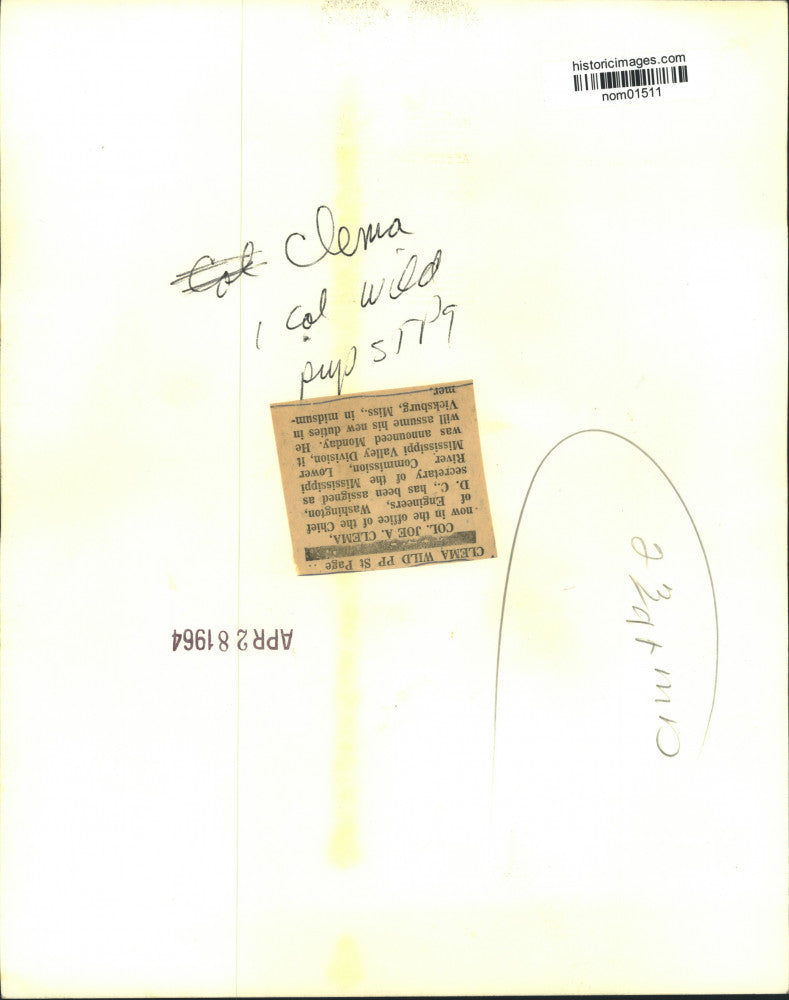 historicimages.com
nom01511
Col Clema
1 Col wild
pup ST Pg
CLEMA WILD PP St Page ..
COL. JOE A. CLEMA,
now in the office of the Chief
of Engineers, Washington,
D. C., has been assigned as
secretary of the Mississippi
River Commission, Lower
Mississippi Valley Division, it
was announced Monday. He
will assume his new duties in
Vicksburg, Miss., in midsum-
mer.
APR 28 1964